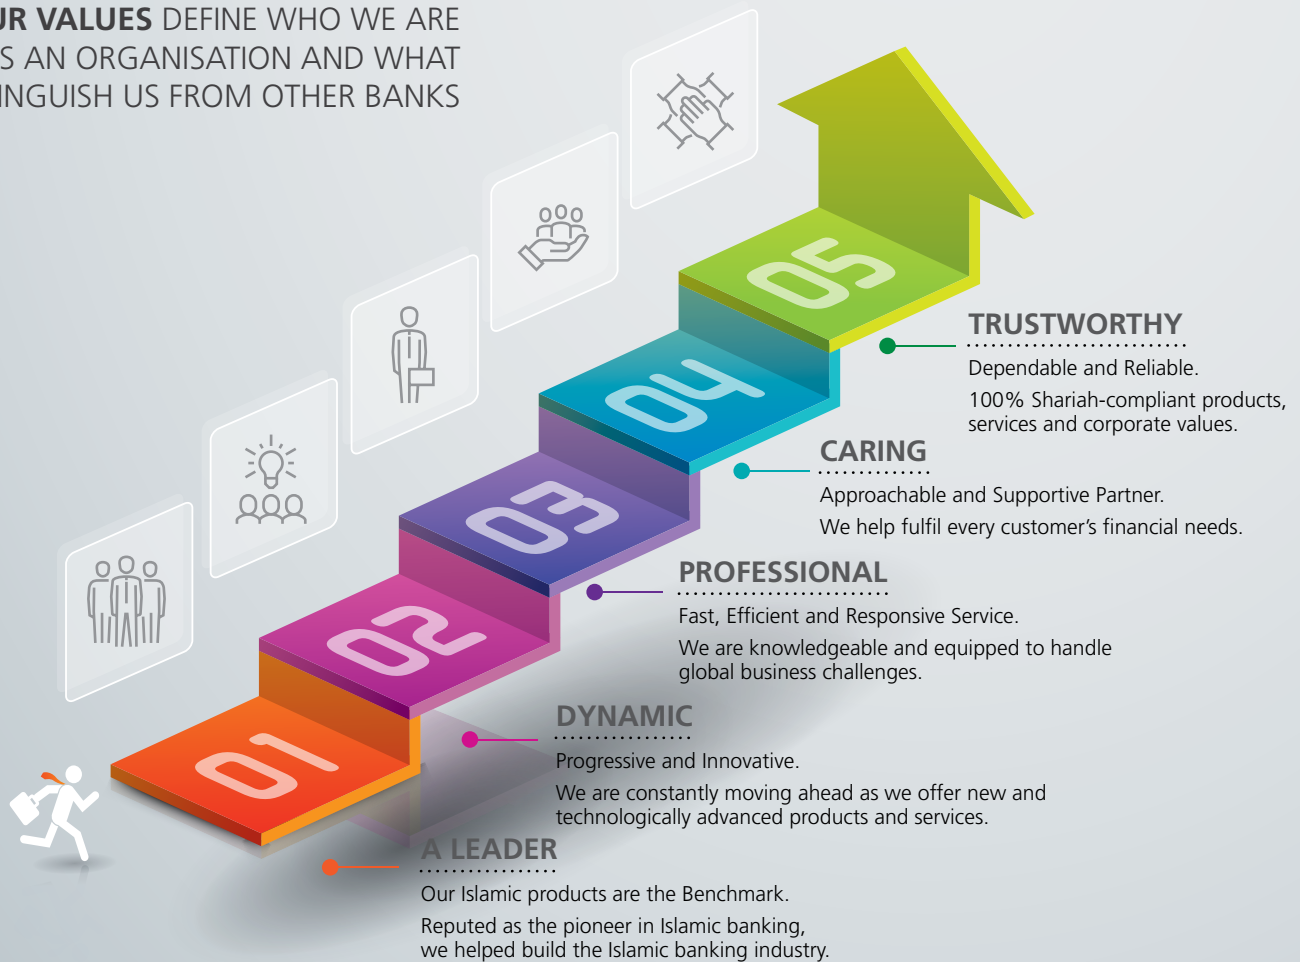 UR VALUES DEFINE WHO WE ARE
S AN ORGANISATION AND WHAT
INGUISH US FROM OTHER BANKS
05
TRUSTWORTHY
Dependable and Reliable.
100% Shariah-compliant products,
services and corporate values.
04
CARING
Approachable and Supportive Partner.
We help fulfil every customer’s financial needs.
03
PROFESSIONAL
Fast, Efficient and Responsive Service.
We are knowledgeable and equipped to handle
global business challenges.
02
DYNAMIC
Progressive and Innovative.
We are constantly moving ahead as we offer new and
technologically advanced products and services.
01
A LEADER
Our Islamic products are the Benchmark.
Reputed as the pioneer in Islamic banking,
we helped build the Islamic banking industry.